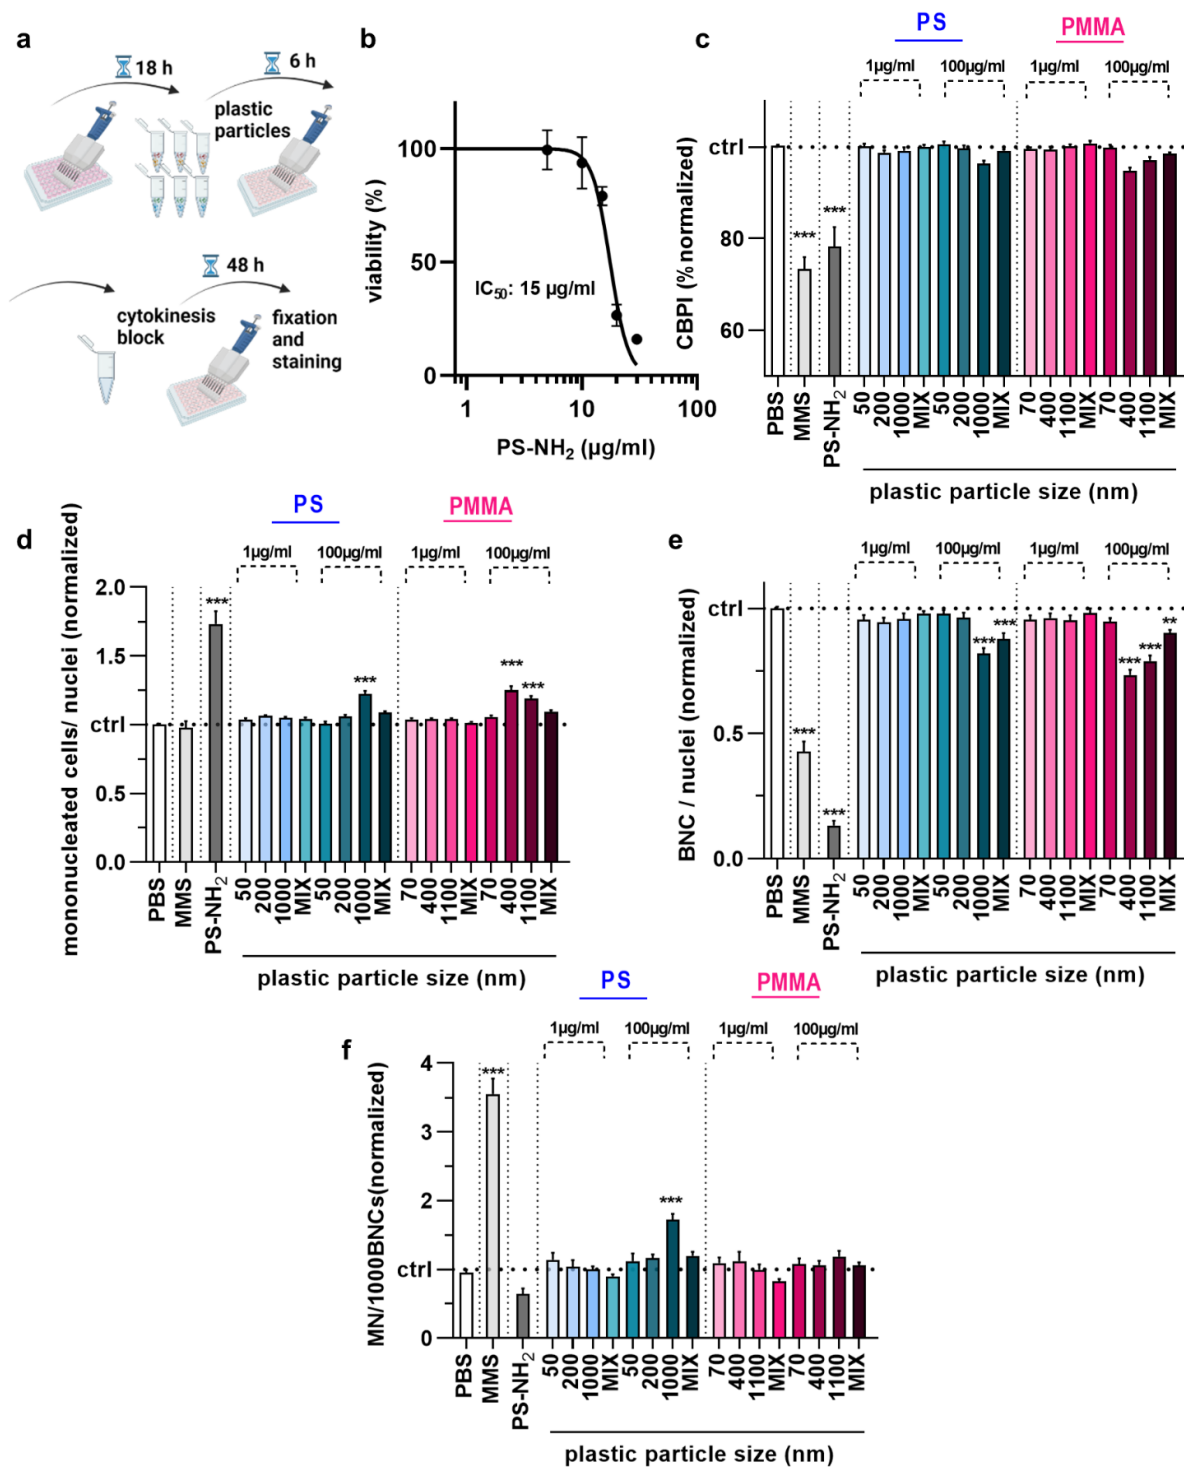 a
18 h
6 h
plastic
particles
48 h
cytokinesis
block
fixation
and
staining
b
viability (%)
100
50
0
IC₅₀: 15 µg/ml
1
10
100
PS-NH₂ (µg/ml)
c
PS
PMMA
1µg/ml
100µg/ml
1µg/ml
100µg/ml
CBPI (% normalized)
ctrl
80
60
***
***
PBS
MMS
PS-NH₂
50
200
1000
MIX
50
200
1000
MIX
70
400
1100
MIX
70
400
1100
MIX
plastic particle size (nm)
d
PS
PMMA
1µg/ml
100µg/ml
1µg/ml
100µg/ml
mononucleated cells/ nuclei (normalized)
2.0
1.5
ctrl
0.5
0.0
***
***
***
***
PBS
MMS
PS-NH₂
50
200
1000
MIX
50
200
1000
MIX
70
400
1100
MIX
70
400
1100
MIX
plastic particle size (nm)
e
1µg/ml
100µg/ml
1µg/ml
100µg/ml
BNC / nuclei (normalized)
ctrl
0.5
0.0
***
***
***
***
***
***
**
PBS
MMS
PS-NH₂
50
200
1000
MIX
50
200
1000
MIX
70
400
1100
MIX
70
400
1100
MIX
plastic particle size (nm)
f
PS
PMMA
1µg/ml
100µg/ml
1µg/ml
100µg/ml
MN/1000BNCs(normalized)
4
3
2
ctrl
0
***
***
PBS
MMS
PS-NH₂
50
200
1000
MIX
50
200
1000
MIX
70
400
1100
MIX
70
400
1100
MIX
plastic particle size (nm)